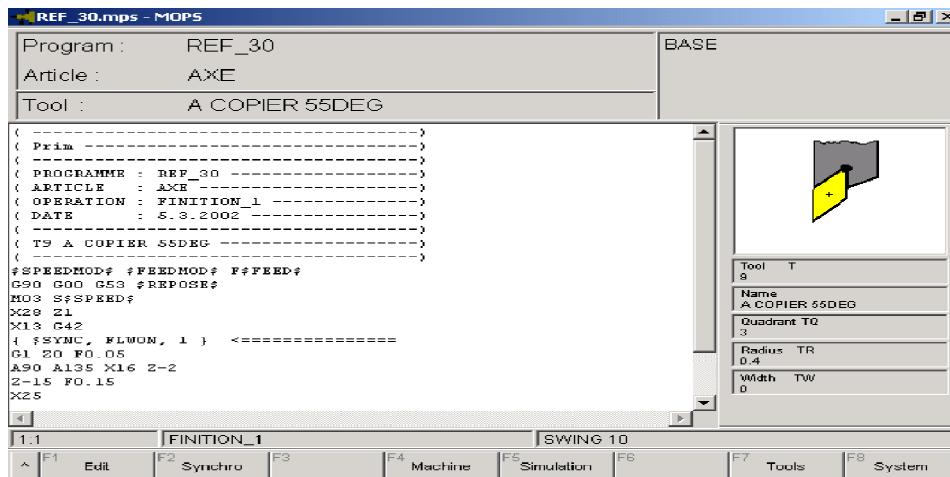 REF_30.mps - MOPS
Program : REF_30
BASE
Article : AXE
Tool : A COPIER 55DEG
( -------------------------------------)
( Prim --------------------------------)
( -------------------------------------)
( PROGRAMME : REF_30 ------------------)
( ARTICLE : AXE ---------------------)
( OPERATION : FINITION_1 --------------)
( DATE : 5.3.2002 ----------------)
( -------------------------------------)
( T9 A COPIER 55DEG -------------------)
( -------------------------------------)
$SPEEDMOD$ $FEEDMOD$ F$FEED$
G90 G00 G53 $REPOSE$
M03 S$SPEED$
X28 Z1
X13 G42
{ $SYNC, FLWON, 1 } <===============
G1 Z0 F0.05
A90 A135 X16 Z-2
Z-15 F0.15
X25
Tool T
9
Name
A COPIER 55DEG
Quadrant TQ
3
Radius TR
0.4
Width TW
0
1:1 FINITION_1 SWING 10
^ F1 Edit F2 Synchro F3 F4 Machine F5 Simulation F6 F7 Tools F8 System